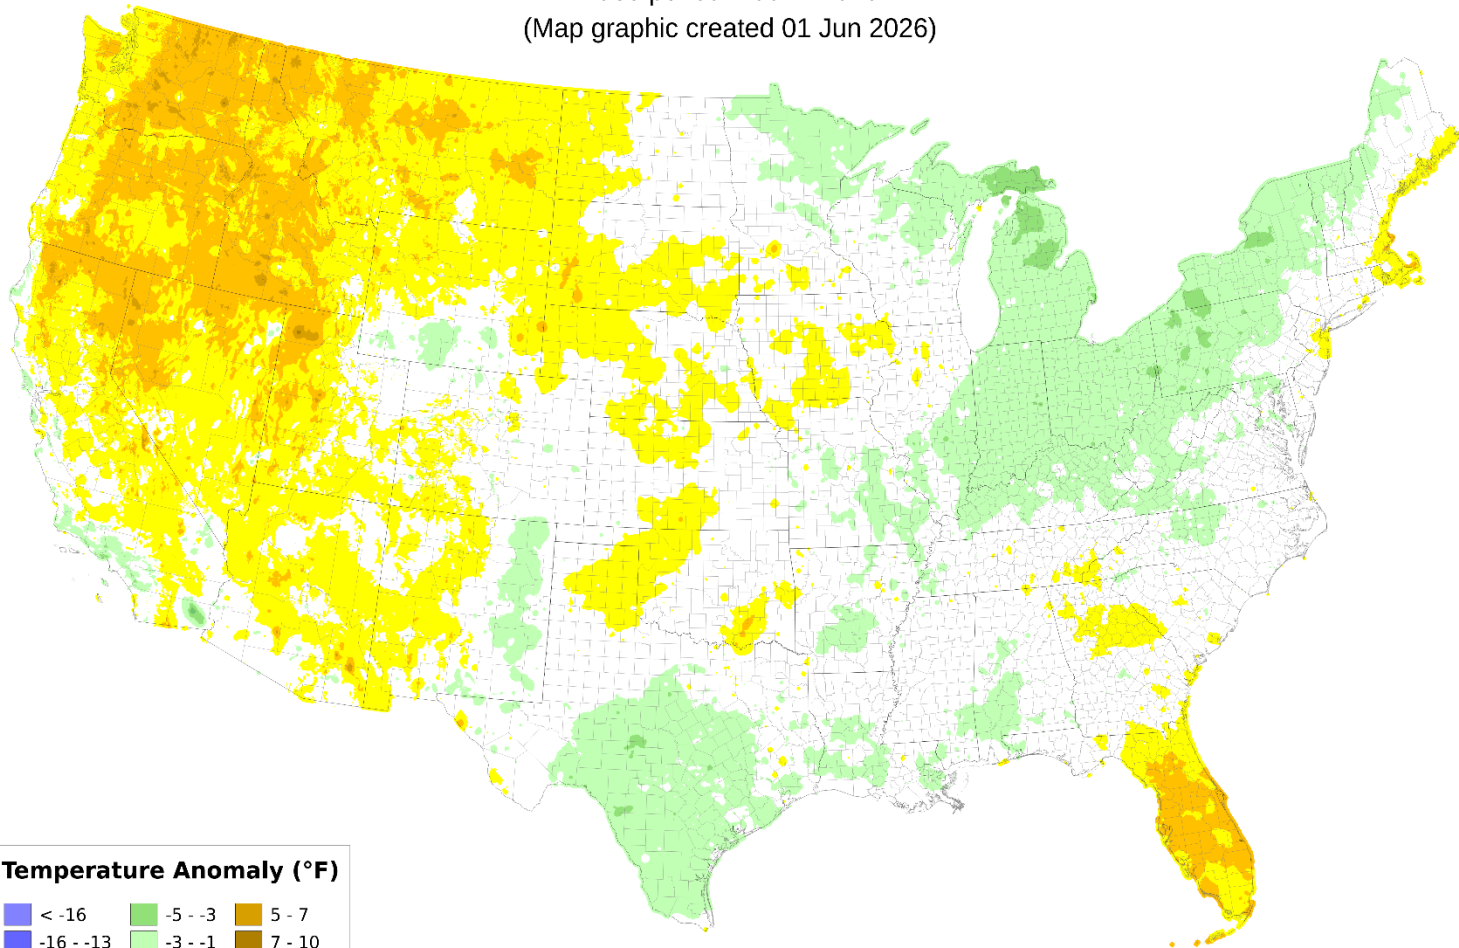 (Map graphic created 01 Jun 2026)
Temperature Anomaly (°F)
< -16 -5 - -3 5 - 7
-16 - -13 -3 - -1 7 - 10